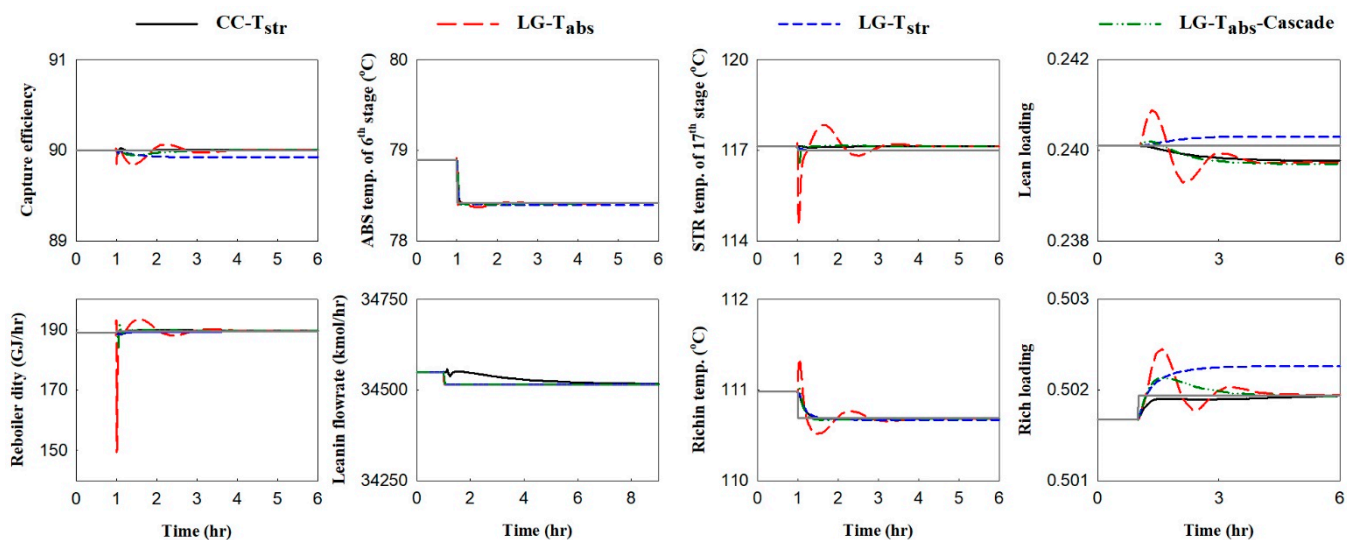 CC-Tstr LG-Tabs LG-Tstr LG-Tabs-Cascade
Capture efficiency
91
90
89
0 1 2 3 4 5 6
ABS temp. of 6th stage (°C)
80
79
78
0 1 2 3 4 5 6 7 8 9
STR temp. of 17th stage (°C)
120
117
114
0 1 2 3 4 5 6
Lean loading
0.242
0.240
0.238
0 3 6
Reboiler dity (GJ/hr)
190
170
150
0 1 2 3 4 5 6
Time (hr)
Leanin flowrate (kmol/hr)
34750
34500
34250
0 2 4 6 8
Time (hr)
Richin temp. (°C)
112
111
110
0 1 2 3 4 5 6
Time (hr)
Rich loading
0.503
0.502
0.501
0 3 6
Time (hr)